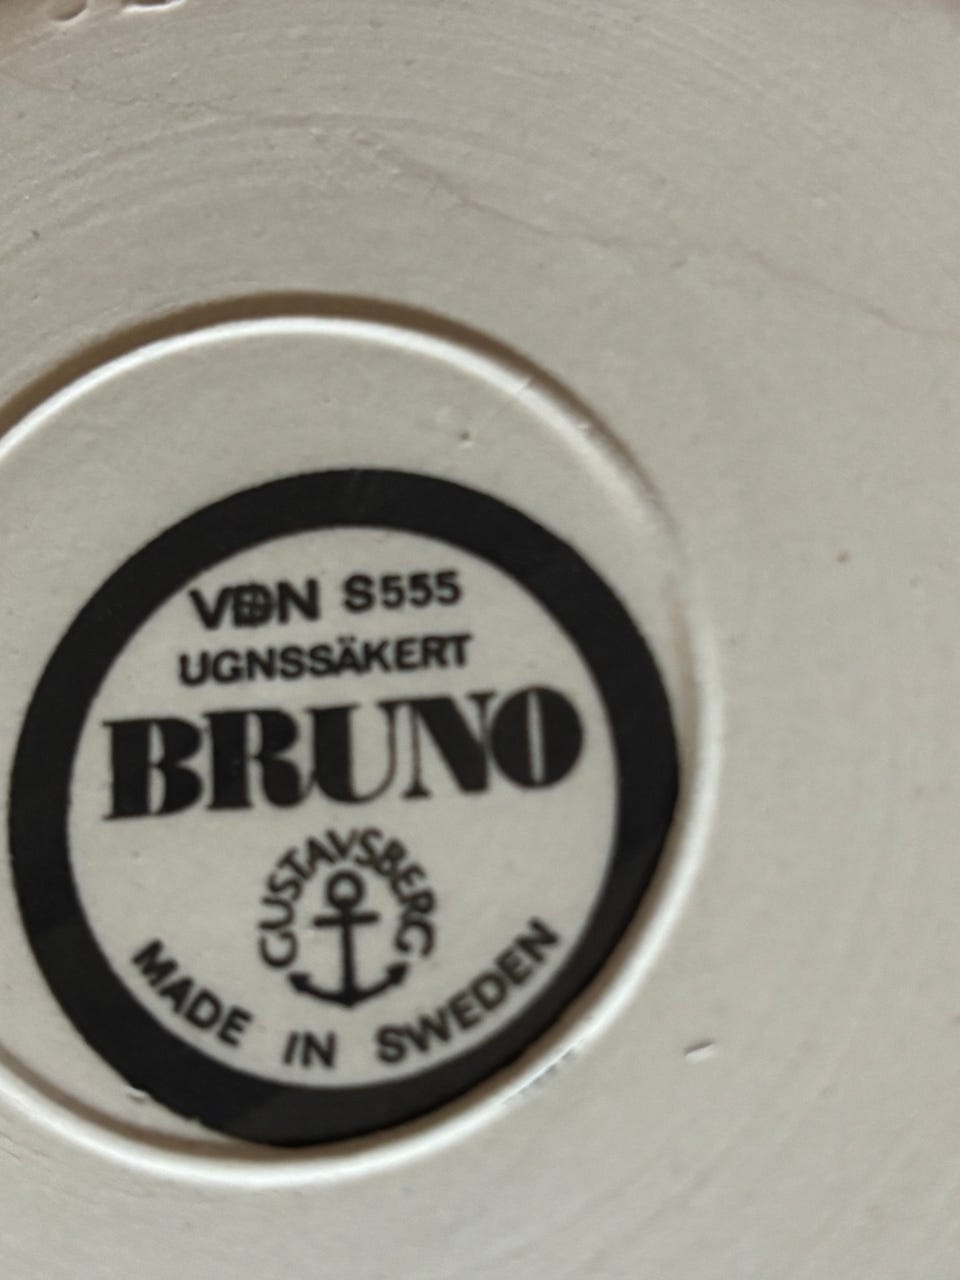 VDN S555
UGNSSÄKERT
BRUNO
GUSTAVSBERG
MADE IN SWEDEN